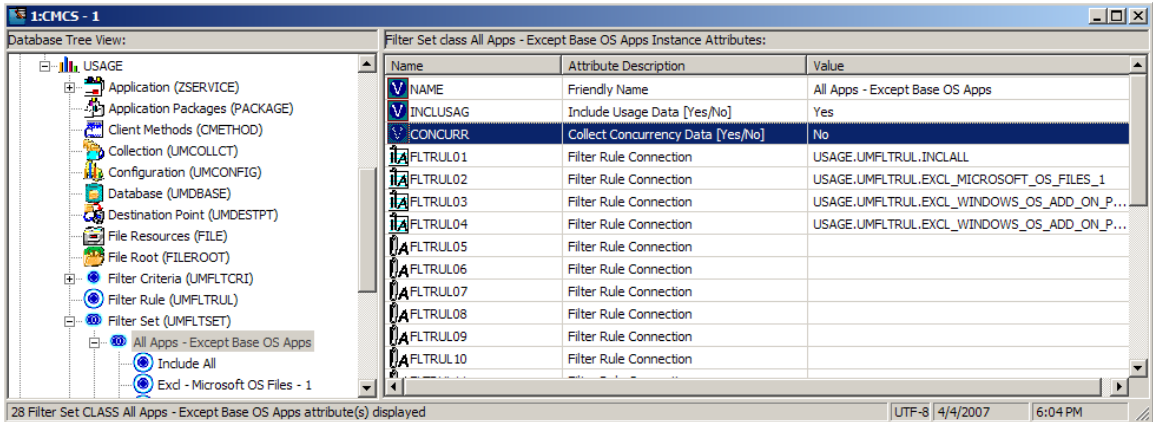 1:CMCS - 1
Database Tree View:
Filter Set class All Apps - Except Base OS Apps Instance Attributes:
USAGE
Application (ZSERVICE)
Application Packages (PACKAGE)
Client Methods (CMETHOD)
Collection (UMCOLLCT)
Configuration (UMCONFIG)
Database (UMDBASE)
Destination Point (UMDESTPT)
File Resources (FILE)
File Root (FILEROOT)
Filter Criteria (UMFLTCRI)
Filter Rule (UMFLTRUL)
Filter Set (UMFLTSET)
All Apps - Except Base OS Apps
Include All
Excl - Microsoft OS Files - 1
Name Attribute Description Value
NAME Friendly Name All Apps - Except Base OS Apps
INCLUSAG Include Usage Data [Yes/No] Yes
CONCURR Collect Concurrency Data [Yes/No] No
FLTRUL01 Filter Rule Connection USAGE.UMFLTRUL.INCLALL
FLTRUL02 Filter Rule Connection USAGE.UMFLTRUL.EXCL_MICROSOFT_OS_FILES_1
FLTRUL03 Filter Rule Connection USAGE.UMFLTRUL.EXCL_WINDOWS_OS_ADD_ON_P...
FLTRUL04 Filter Rule Connection USAGE.UMFLTRUL.EXCL_WINDOWS_OS_ADD_ON_P...
FLTRUL05 Filter Rule Connection
FLTRUL06 Filter Rule Connection
FLTRUL07 Filter Rule Connection
FLTRUL08 Filter Rule Connection
FLTRUL09 Filter Rule Connection
FLTRUL10 Filter Rule Connection
28 Filter Set CLASS All Apps - Except Base OS Apps attribute(s) displayed
UTF-8 4/4/2007 6:04 PM